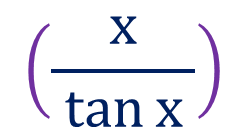 (x / tan x)